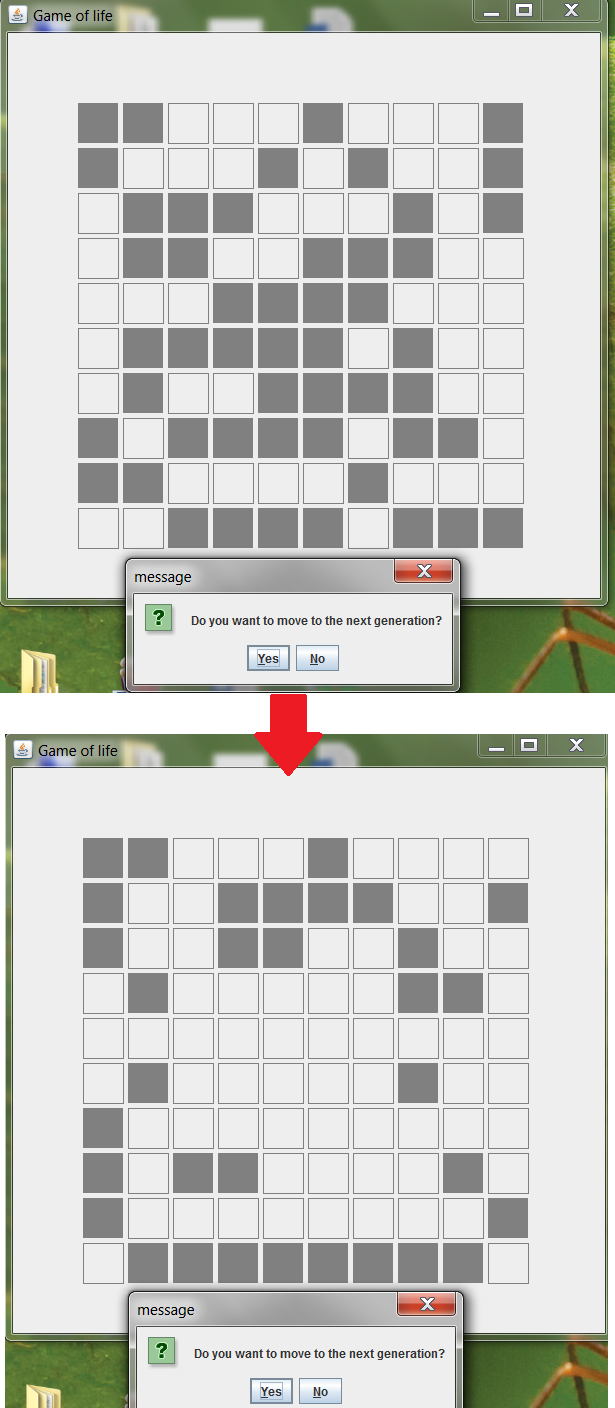 Game of life
message
? Do you want to move to the next generation?
Yes No
Game of life
message
? Do you want to move to the next generation?
Yes No